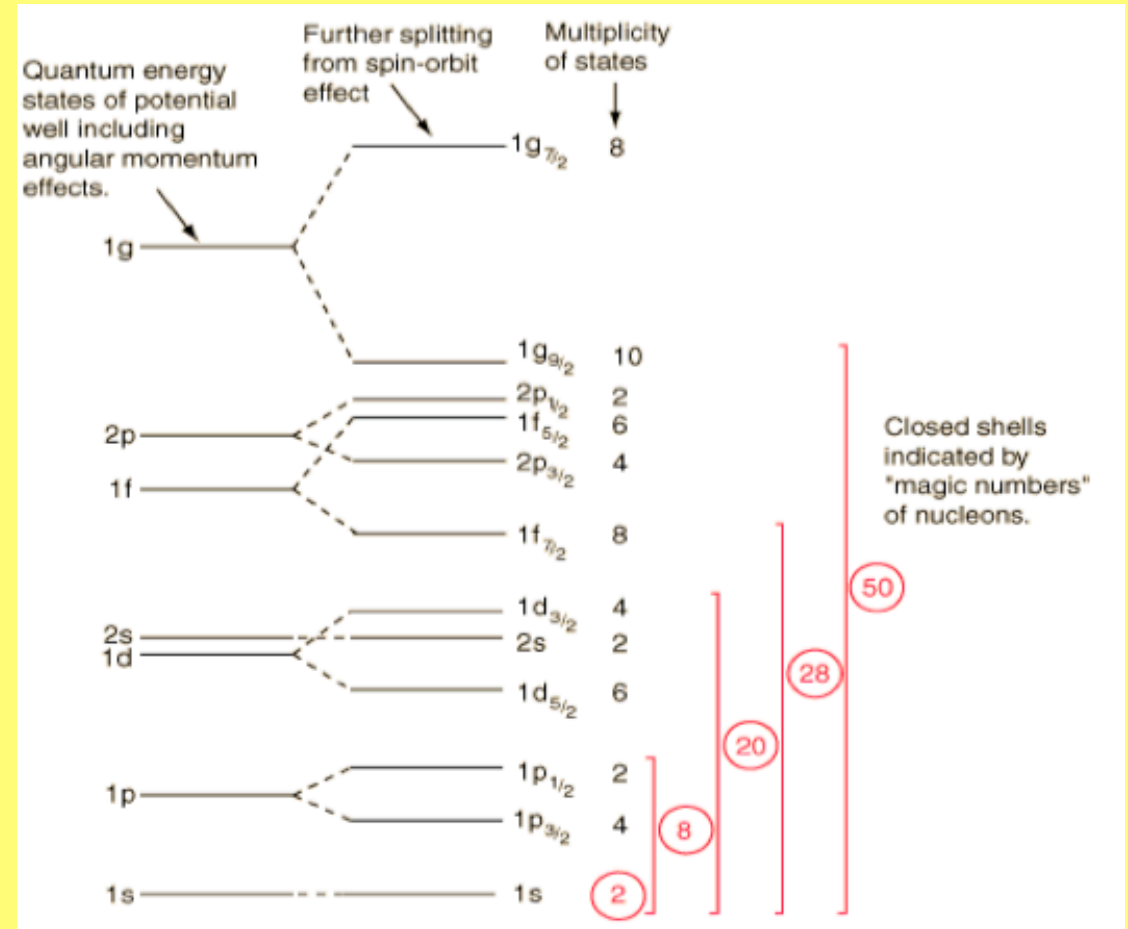 Quantum energy
states of potential
well including
angular momentum
effects.
Further splitting
from spin-orbit
effect
Multiplicity
of states
1g
1g7/2 8
1g9/2 10
2p
2p1/2 2
1f5/2 6
2p3/2 4
1f
1f7/2 8
Closed shells
indicated by
"magic numbers"
of nucleons.
50
1d3/2 4
2s
2s 2
1d
1d5/2 6
28
20
1p
1p1/2 2
1p3/2 4
8
1s
1s 2